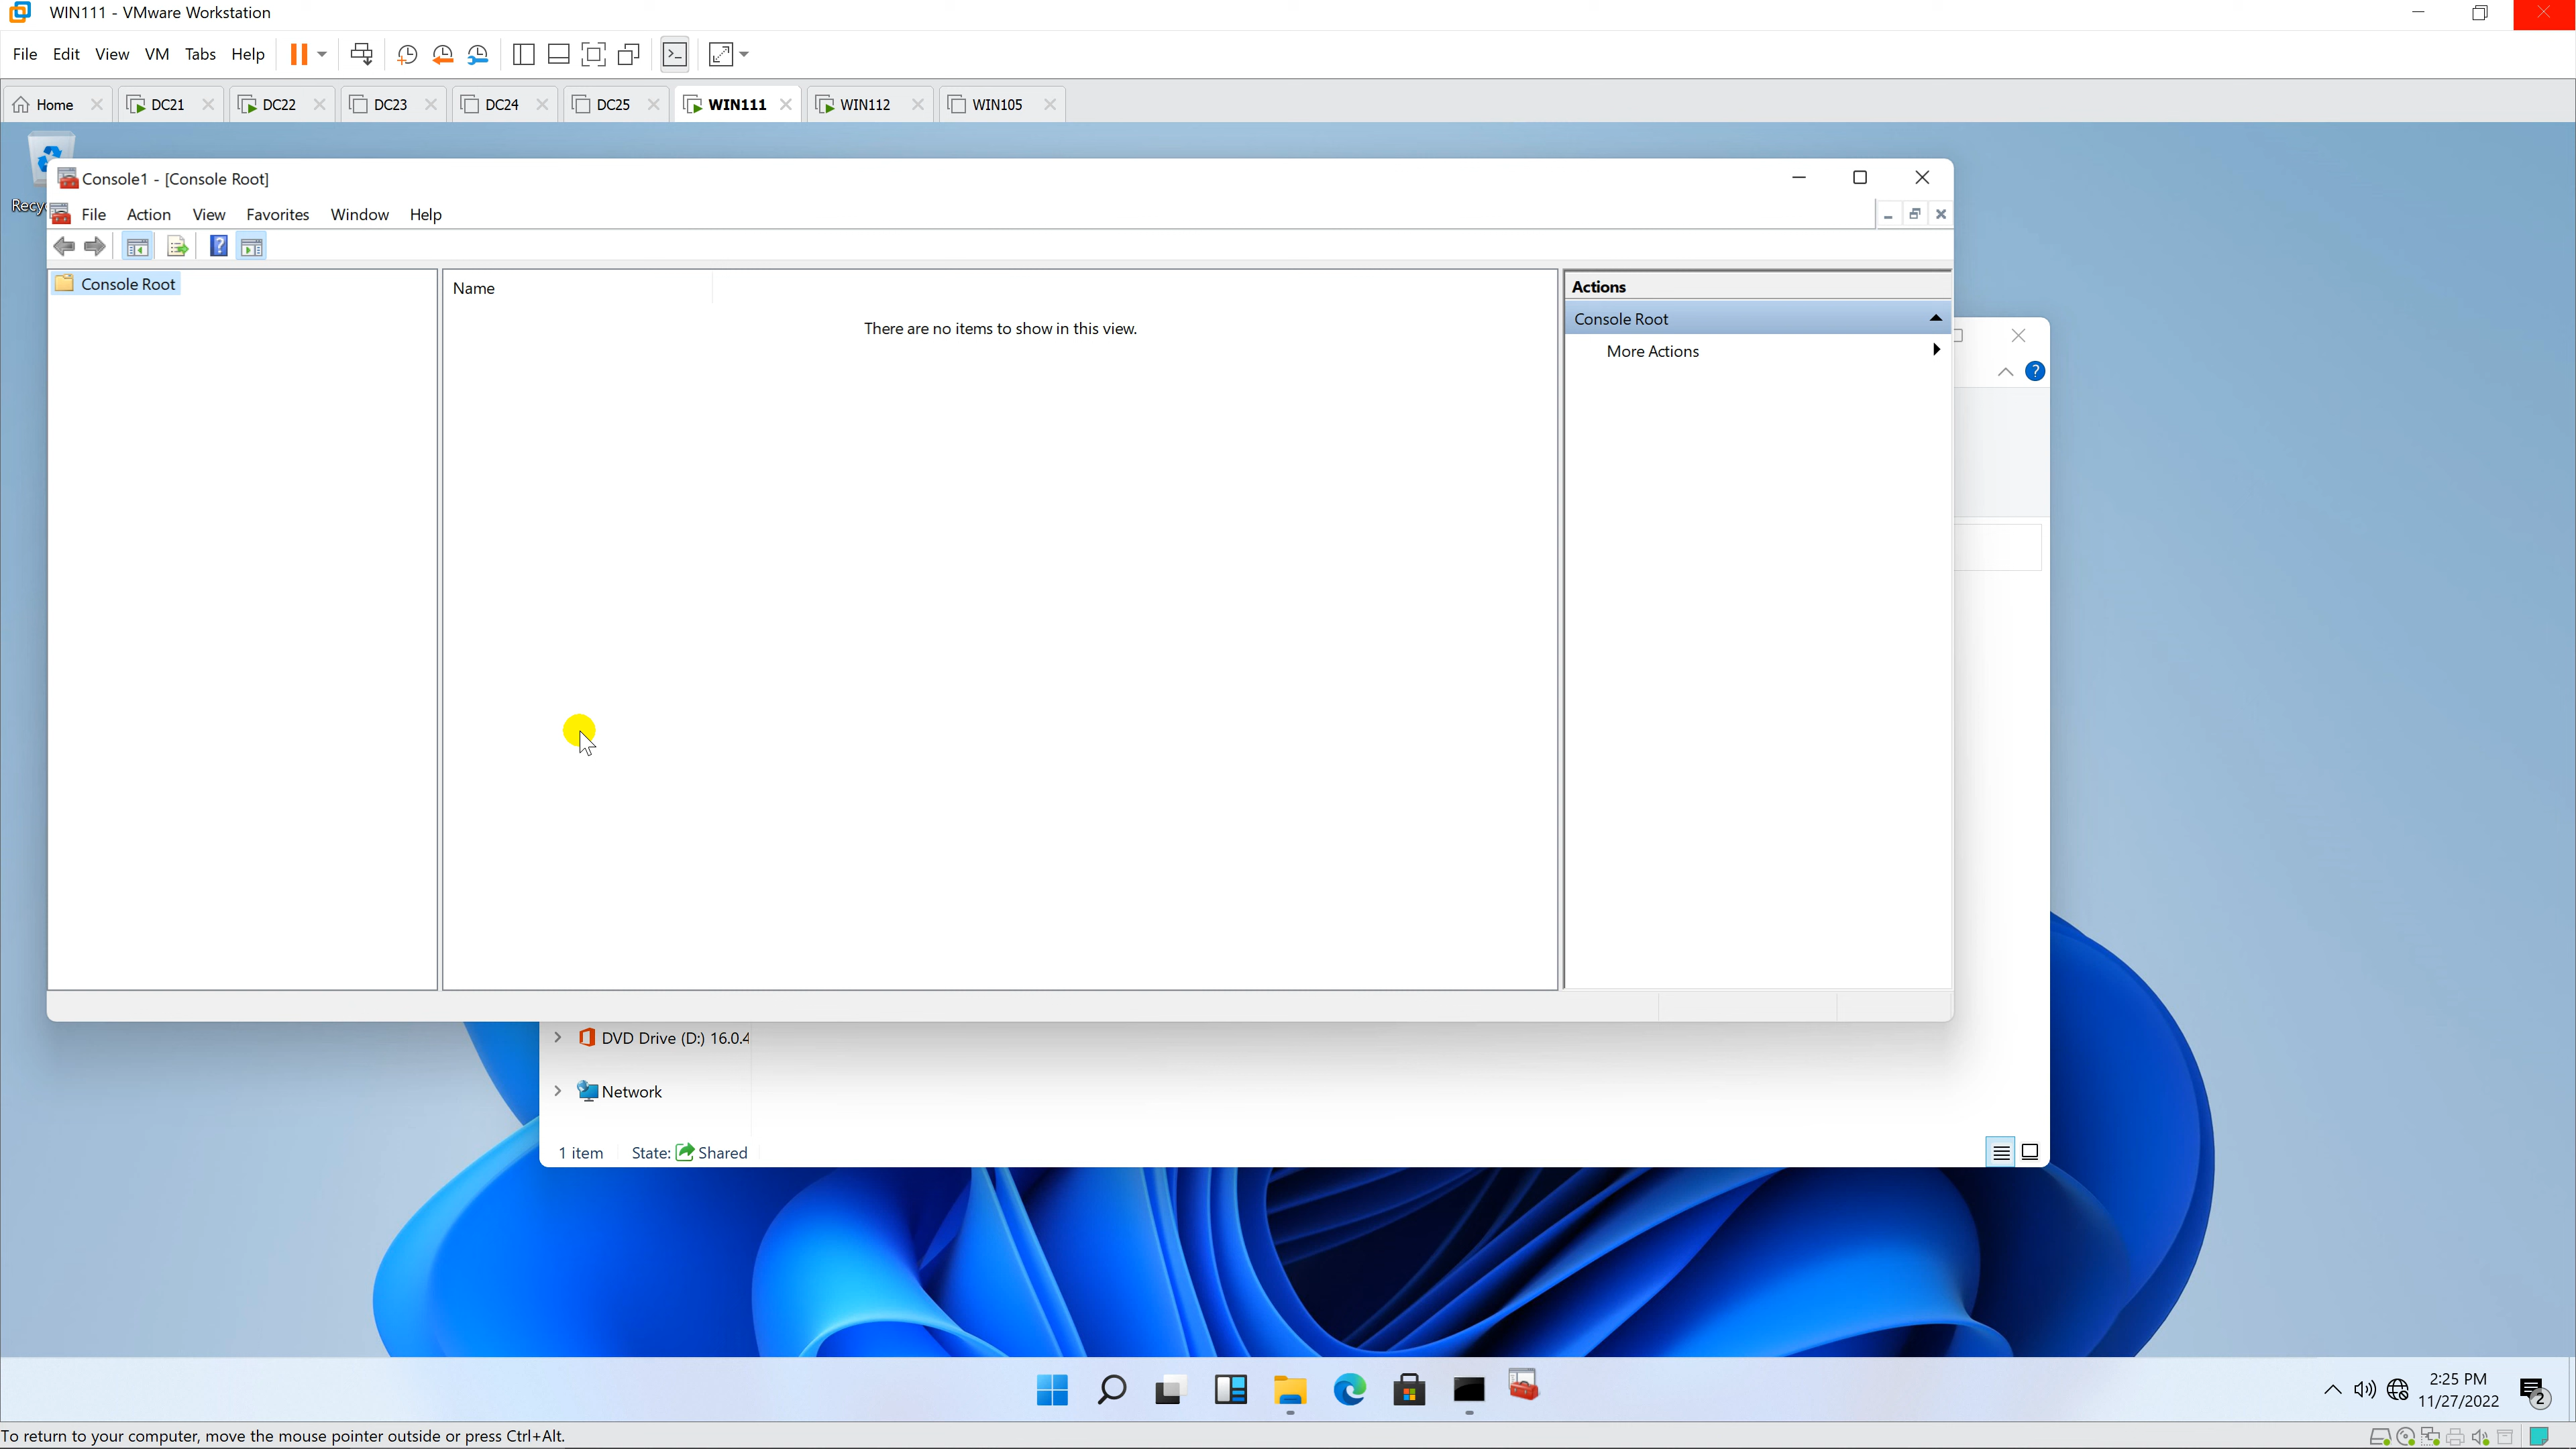 WIN111 - VMware Workstation
File Edit View VM Tabs Help
Home DC21 DC22 DC23 DC24 DC25 WIN111 WIN112 WIN105
Console1 - [Console Root]
Recy
File Action View Favorites Window Help
Console Root
Name
There are no items to show in this view.
Actions
Console Root
More Actions
DVD Drive (D:) 16.0.4
Network
1 item State: Shared
2:25 PM
11/27/2022
2
To return to your computer, move the mouse pointer outside or press Ctrl+Alt.